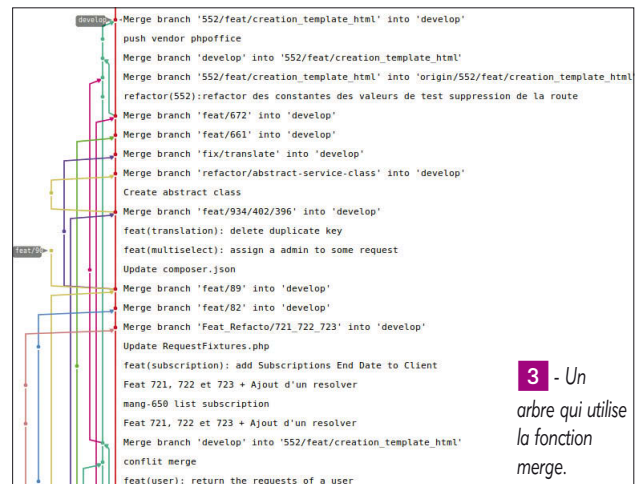 develop
-Merge branch '552/feat/creation_template_html' into 'develop'
push vendor phpoffice
Merge branch 'develop' into '552/feat/creation_template_html'
Merge branch '552/feat/creation_template_html' into 'origin/552/feat/creation_template_html'
refactor(552):refactor des constantes des valeurs de test suppression de la route
Merge branch 'feat/672' into 'develop'
Merge branch 'feat/661' into 'develop'
Merge branch 'fix/translate' into 'develop'
Merge branch 'refactor/abstract-service-class' into 'develop'
Create abstract class
Merge branch 'feat/934/402/396' into 'develop'
feat(translation): delete duplicate key
feat(multiselect): assign a admin to some request
Update composer.json
Merge branch 'feat/89' into 'develop'
Merge branch 'feat/82' into 'develop'
Merge branch 'Feat_Refacto/721_722_723' into 'develop'
Update RequestFixtures.php
feat(subscription): add Subscriptions End Date to Client
Feat 721, 722 et 723 + Ajout d'un resolver
mang-650 list subscription
Feat 721, 722 et 723 + Ajout d'un resolver
Merge branch 'develop' into '552/feat/creation_template_html'
conflit merge
feat(user): return the requests of a user
3 - Un
arbre qui utilise
la fonction
merge.